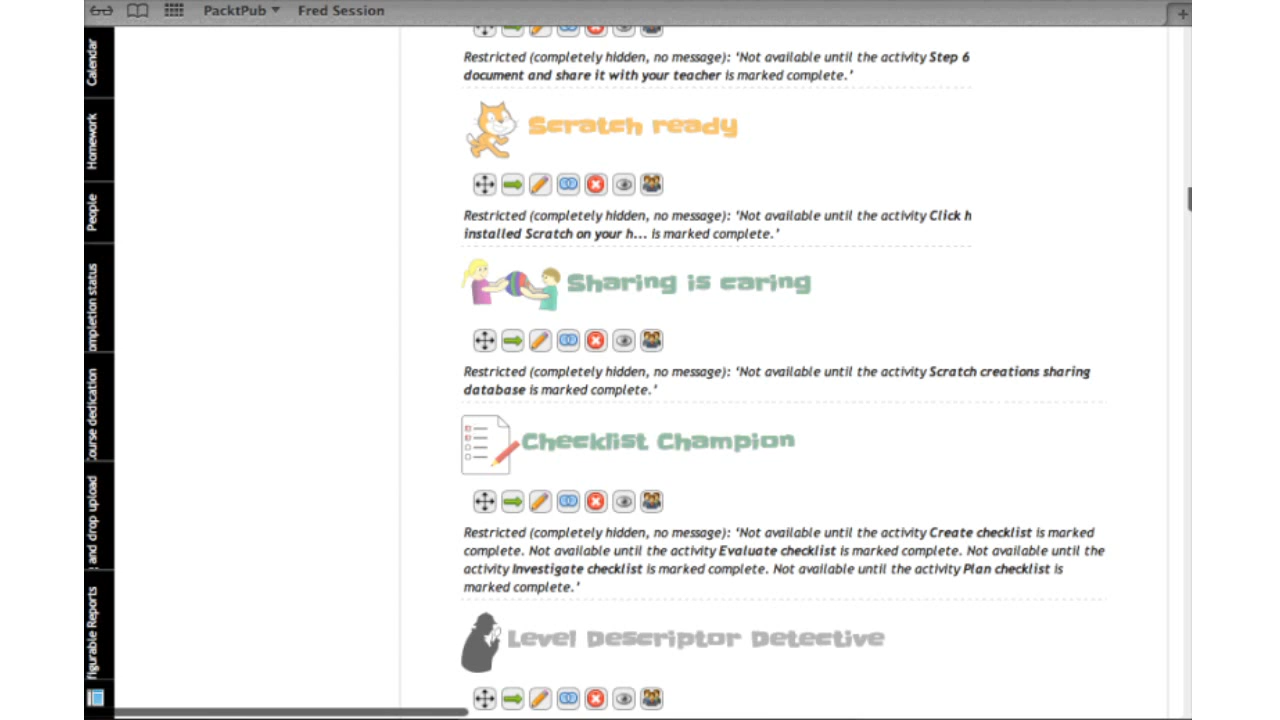 PacktPub Fred Session
Calendar
Homework
People
ompletion status
ourse dedication
and drop upload
figurable Reports
Restricted (completely hidden, no message): 'Not available until the activity Step 6
document and share it with your teacher is marked complete.'
Scratch ready
Restricted (completely hidden, no message): 'Not available until the activity Click h
installed Scratch on your h... is marked complete.'
Sharing is caring
Restricted (completely hidden, no message): 'Not available until the activity Scratch creations sharing
database is marked complete.'
Checklist Champion
Restricted (completely hidden, no message): 'Not available until the activity Create checklist is marked
complete. Not available until the activity Evaluate checklist is marked complete. Not available until the
activity Investigate checklist is marked complete. Not available until the activity Plan checklist is
marked complete.'
Level Descriptor Detective